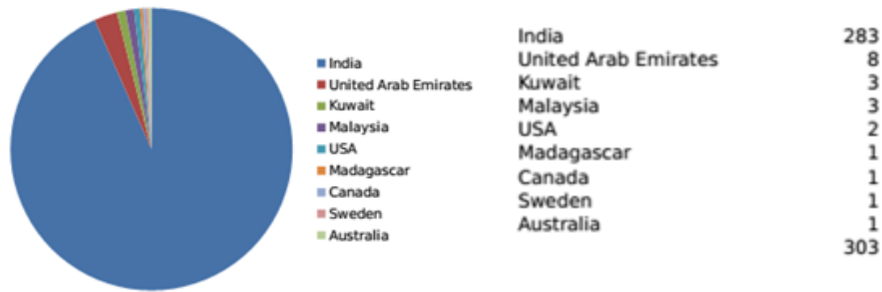 India
United Arab Emirates
Kuwait
Malaysia
USA
Madagascar
Canada
Sweden
Australia
India 283
United Arab Emirates 8
Kuwait 3
Malaysia 3
USA 2
Madagascar 1
Canada 1
Sweden 1
Australia 1
303